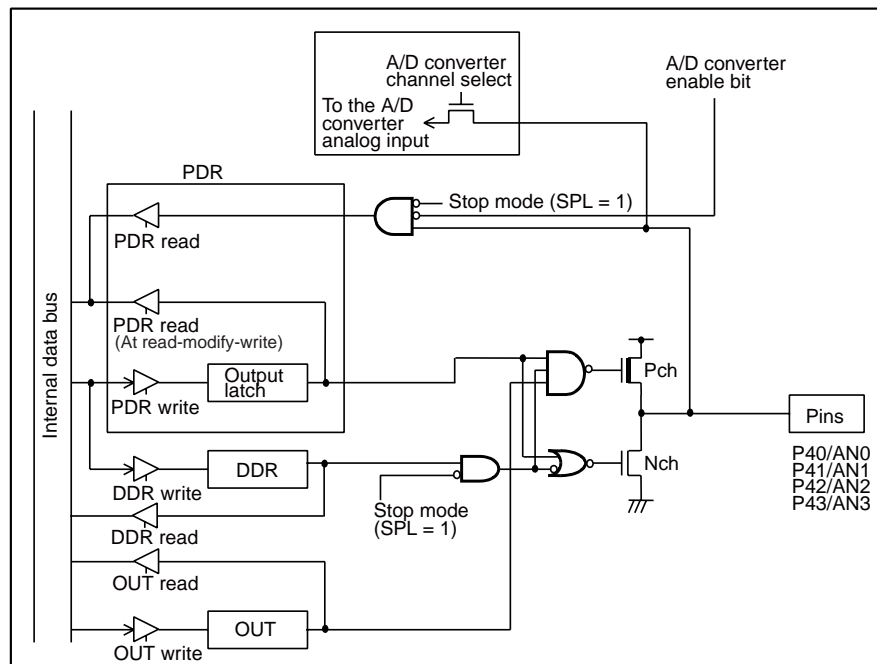 A/D converter
channel select
A/D converter
enable bit
To the A/D
converter
analog input
PDR
Stop mode (SPL = 1)
PDR read
PDR read
(At read-modify-write)
Output
latch
PDR write
Pch
Pins
Internal data bus
DDR
DDR write
Nch
P40/AN0
P41/AN1
P42/AN2
P43/AN3
Stop mode
(SPL = 1)
DDR read
OUT read
OUT
OUT write